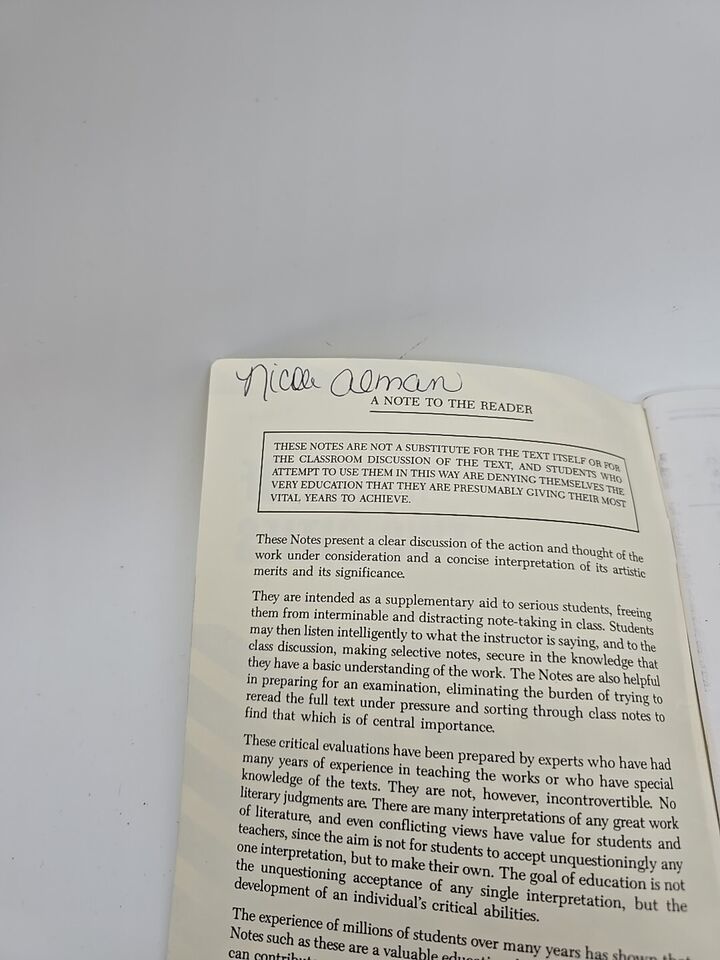 Nicole Alman
A NOTE TO THE READER
THESE NOTES ARE NOT A SUBSTITUTE FOR THE TEXT ITSELF OR FOR
THE CLASSROOM DISCUSSION OF THE TEXT, AND STUDENTS WHO
ATTEMPT TO USE THEM IN THIS WAY ARE DENYING THEMSELVES THE
VERY EDUCATION THAT THEY ARE PRESUMABLY GIVING THEIR MOST
VITAL YEARS TO ACHIEVE.
These Notes present a clear discussion of the action and thought of the
work under consideration and a concise interpretation of its artistic
merits and its significance.
They are intended as a supplementary aid to serious students, freeing
them from interminable and distracting note-taking in class. Students
may then listen intelligently to what the instructor is saying, and to the
class discussion, making selective notes, secure in the knowledge that
they have a basic understanding of the work. The Notes are also helpful
in preparing for an examination, eliminating the burden of trying to
reread the full text under pressure and sorting through class notes to
find that which is of central importance.
These critical evaluations have been prepared by experts who have had
many years of experience in teaching the works or who have special
knowledge of the texts. They are not, however, incontrovertible. No
literary judgments are. There are many interpretations of any great work
of literature, and even conflicting views have value for students and
teachers, since the aim is not for students to accept unquestioningly any
one interpretation, but to make their own. The goal of education is not
the unquestioning acceptance of any single interpretation, but the
development of an individual's critical abilities.
The experience of millions of students over many years has shown that
Notes such as these are a valuable
can